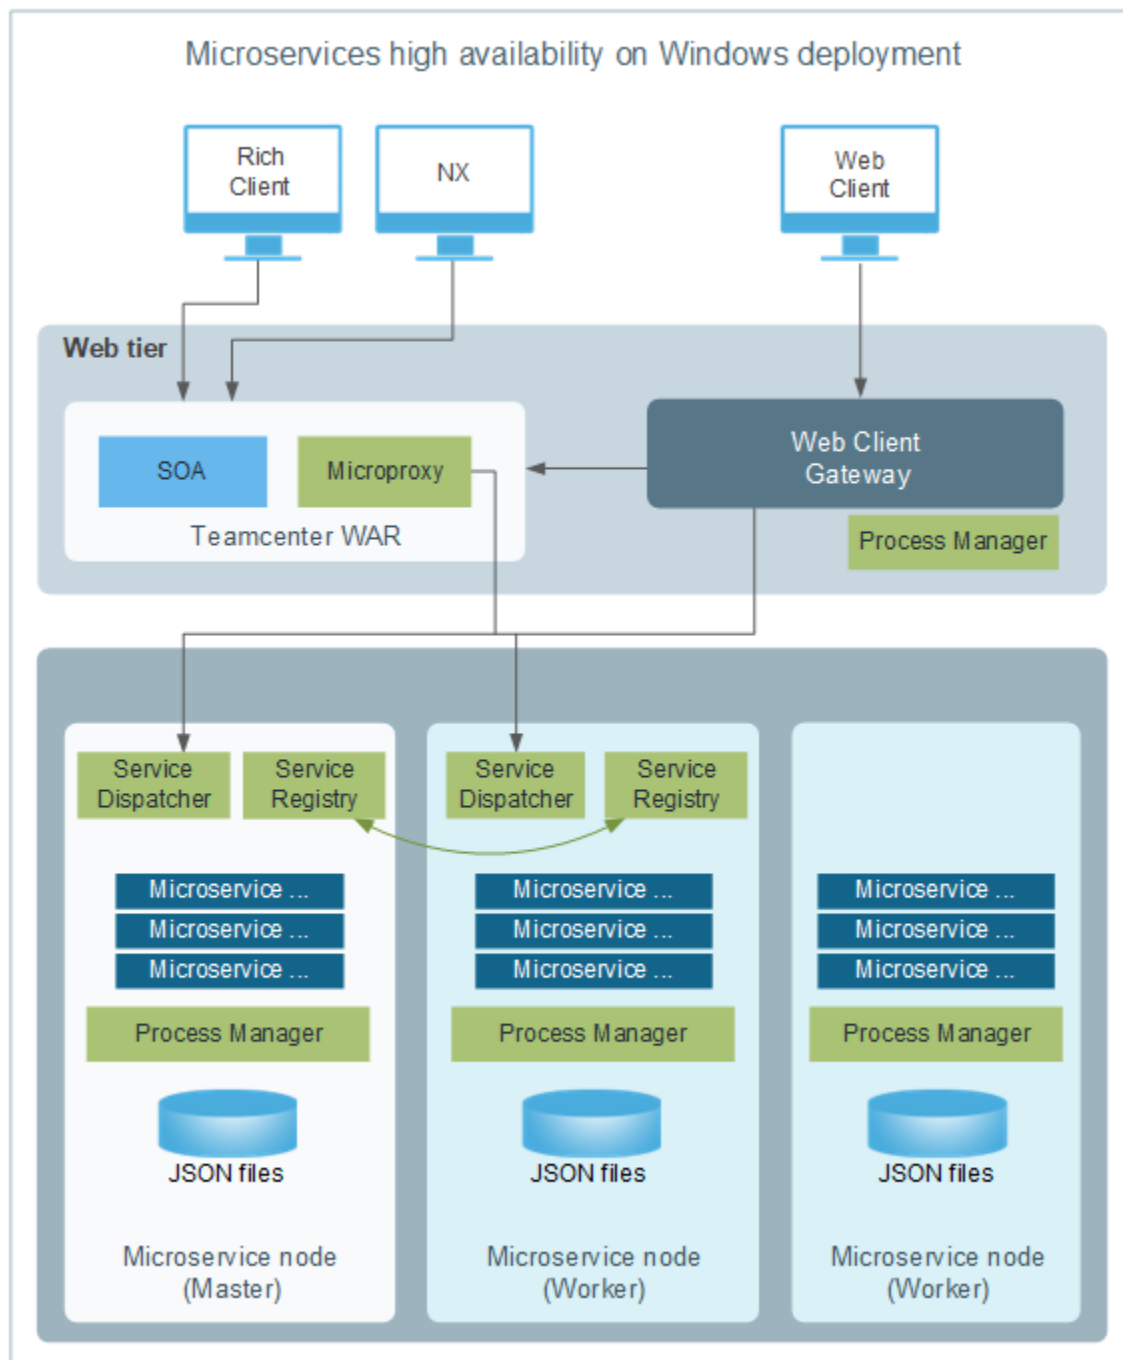 Microservices high availability on Windows deployment
Rich
Client
NX
Web
Client
Web tier
SOA
Microproxy
Teamcenter WAR
Web Client
Gateway
Process Manager
Service
Dispatcher
Service
Registry
Service
Dispatcher
Service
Registry
Microservice ...
Microservice ...
Microservice ...
Microservice ...
Microservice ...
Microservice ...
Microservice ...
Microservice ...
Microservice ...
Process Manager
Process Manager
Process Manager
JSON files
JSON files
JSON files
Microservice node
(Master)
Microservice node
(Worker)
Microservice node
(Worker)